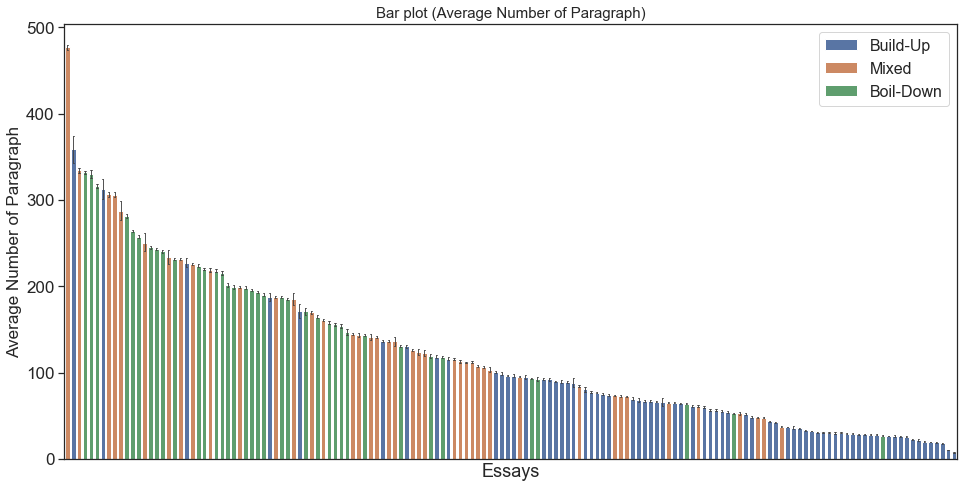 Bar plot (Average Number of Paragraph)
500
400
300
200
100
0
Average Number of Paragraph
Essays
Build-Up
Mixed
Boil-Down